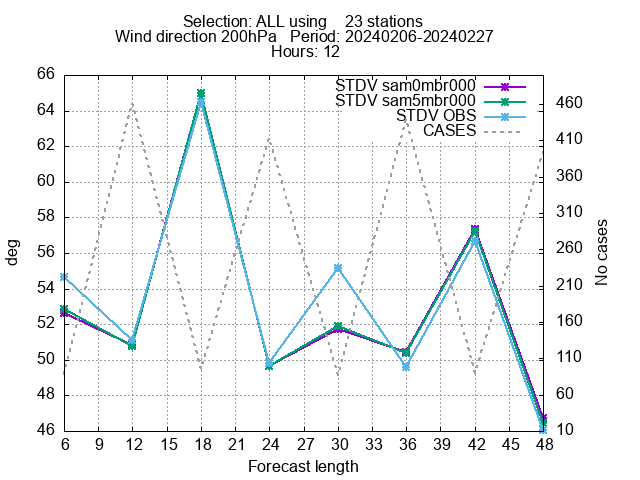 Selection: ALL using    23 stations
Wind direction 200hPa   Period: 20240206-20240227
Hours: 12
STDV sam0mbr000
STDV sam5mbr000
STDV OBS
CASES
66
64
62
60
58
56
54
52
50
48
46
deg
460
410
360
310
260
210
160
110
60
10
No cases
6 9 12 15 18 21 24 27 30 33 36 39 42 45 48
Forecast length